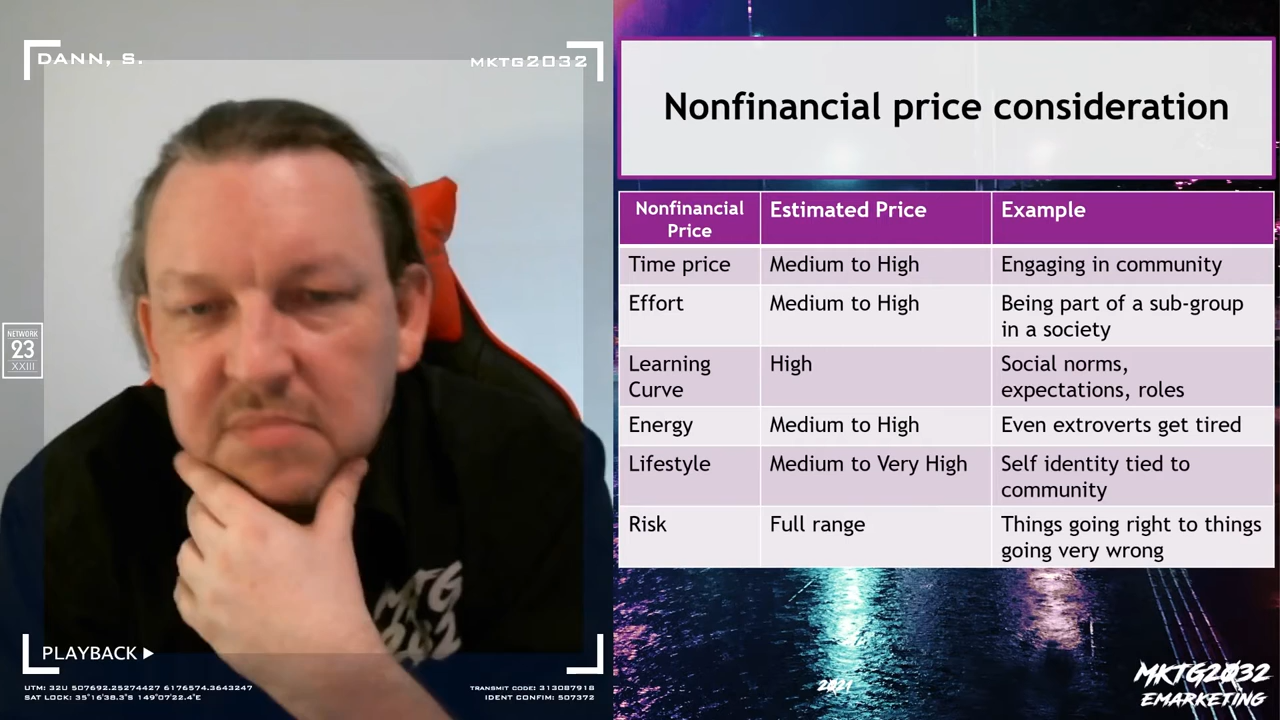 DANN, S.
MKTG2032
NETWORK
23
XXIII
MKTG
PLAYBACK
UTM: 32U 507692.25274427 6176574.3643247
SAT LOCK: 35°16'38.3"S 149°07'22.4"E
TRANSMIT CODE: 313087918
IDENT CONFIM: 507372
Nonfinancial price consideration
Nonfinancial Price
Estimated Price
Example
Time price
Medium to High
Engaging in community
Effort
Medium to High
Being part of a sub-group
in a society
Learning
Curve
High
Social norms,
expectations, roles
Energy
Medium to High
Even extroverts get tired
Lifestyle
Medium to Very High
Self identity tied to
community
Risk
Full range
Things going right to things
going very wrong
2021
MKTG2032
EMARKETING